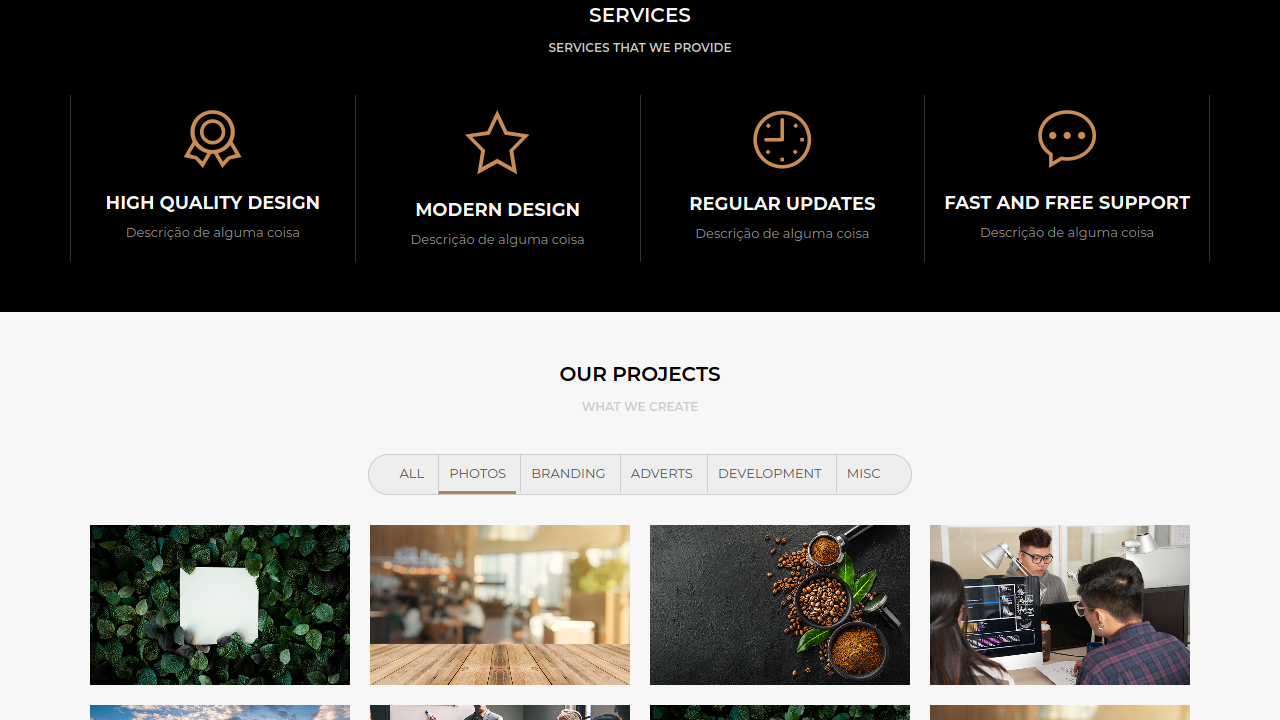 SERVICES
SERVICES THAT WE PROVIDE
HIGH QUALITY DESIGN
Descrição de alguma coisa
MODERN DESIGN
Descrição de alguma coisa
REGULAR UPDATES
Descrição de alguma coisa
FAST AND FREE SUPPORT
Descrição de alguma coisa
OUR PROJECTS
WHAT WE CREATE
ALL PHOTOS BRANDING ADVERTS DEVELOPMENT MISC